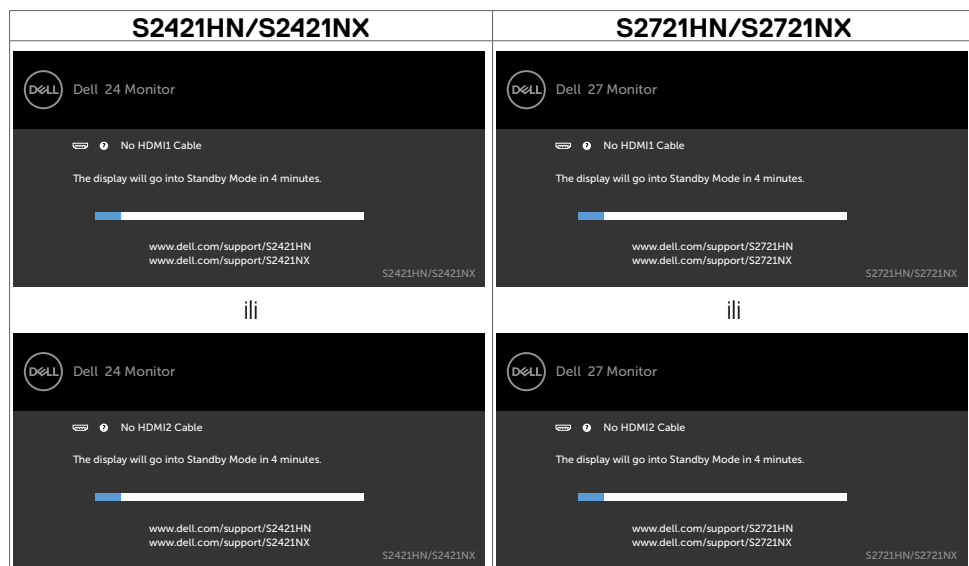 S2421HN/S2421NX
DELL
Dell 24 Monitor
No HDMI1 Cable
The display will go into Standby Mode in 4 minutes.
www.dell.com/support/S2421HN
www.dell.com/support/S2421NX
S2421HN/S2421NX
ili
DELL
Dell 24 Monitor
No HDMI2 Cable
The display will go into Standby Mode in 4 minutes.
www.dell.com/support/S2421HN
www.dell.com/support/S2421NX
S2421HN/S2421NX
S2721HN/S2721NX
DELL
Dell 27 Monitor
No HDMI1 Cable
The display will go into Standby Mode in 4 minutes.
www.dell.com/support/S2721HN
www.dell.com/support/S2721NX
S2721HN/S2721NX
ili
DELL
Dell 27 Monitor
No HDMI2 Cable
The display will go into Standby Mode in 4 minutes.
www.dell.com/support/S2721HN
www.dell.com/support/S2721NX
S2721HN/S2721NX